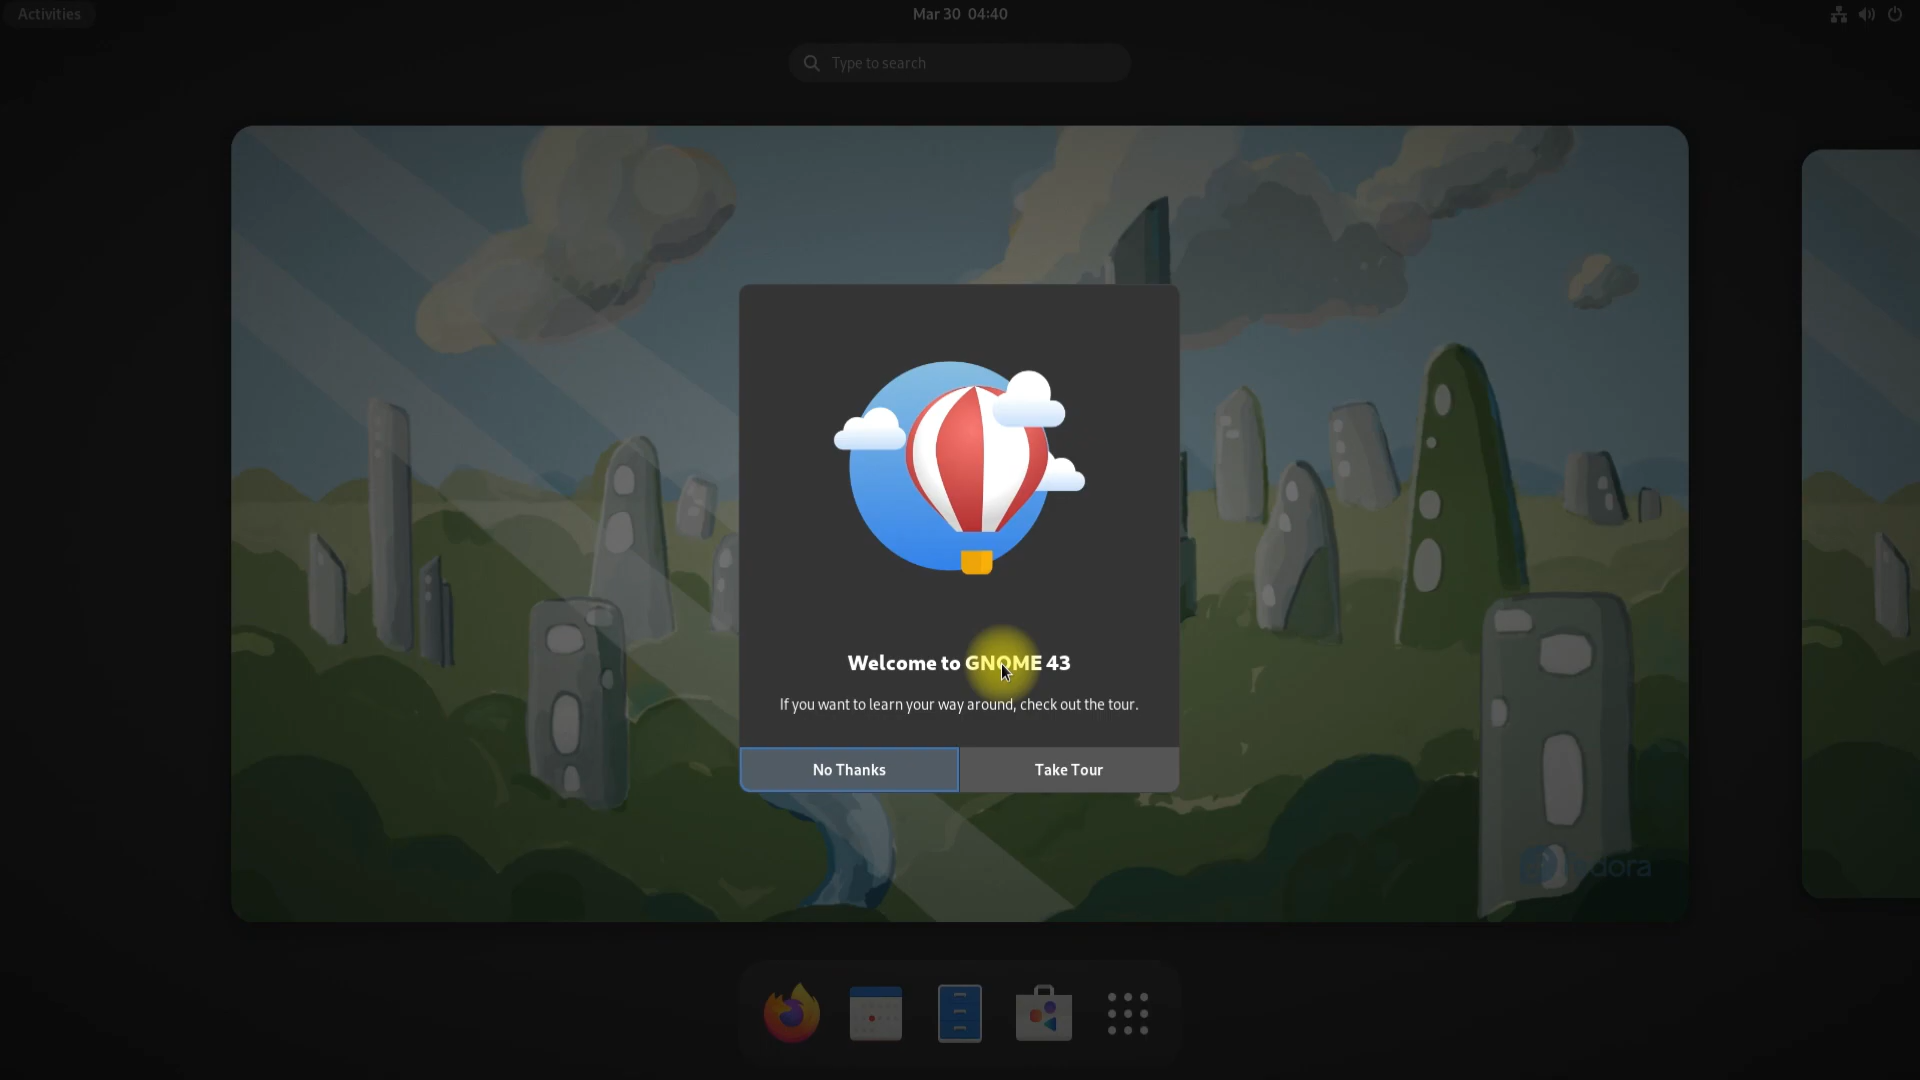 Activities
Mar 30 04:40
Type to search
Welcome to GNOME 43
If you want to learn your way around, check out the tour.
No Thanks
Take Tour
fedora